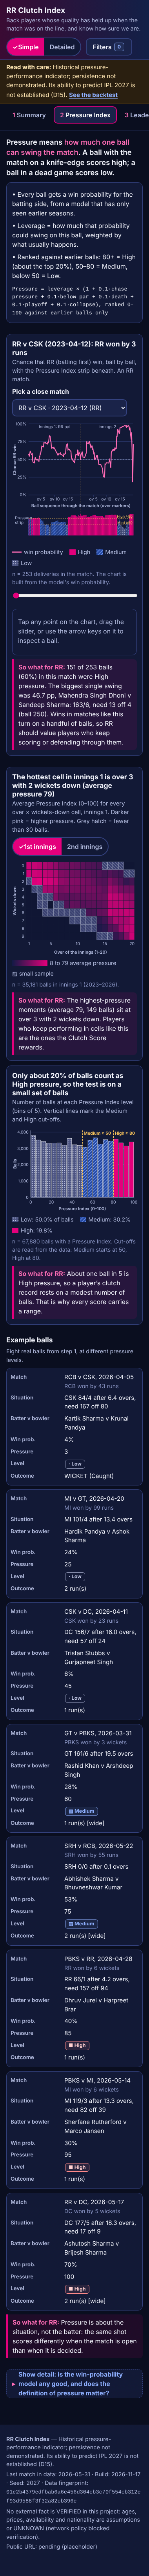 RR Clutch Index
Back players whose quality has held when the match was on the line, and know how sure we are.
✓Simple Detailed Filters 0
Read with care: Historical pressure-performance indicator; persistence not demonstrated. Its ability to predict IPL 2027 is not established (D15). See the backtest
1 Summary 2 Pressure Index 3 Leade
Pressure means how much one ball can swing the match. A ball with the match on a knife-edge scores high; a ball in a dead game scores low.
• Every ball gets a win probability for the batting side, from a model that has only seen earlier seasons.
• Leverage = how much that probability could swing on this ball, weighted by what usually happens.
• Ranked against earlier balls: 80+ = High (about the top 20%), 50–80 = Medium, below 50 = Low.
RR v CSK (2023-04-12): RR won by 3 runs
Chance that RR (batting first) win, ball by ball, with the Pressure Index strip beneath. An RR match.
Pick a close match
RR v CSK · 2023-04-12 (RR)
100%
75%
50%
25%
0%
Chance RR win
Innings 1: RR bat
Innings 2
ov 5 ov 10 ov 15 ov 5 ov 10 ov 15
Ball sequence through the match (over markers)
Pressure strip
win probability High Medium
Low
n = 253 deliveries in the match. The chart is built from the model's win probability.
Tap any point on the chart, drag the slider, or use the arrow keys on it to inspect a ball.
So what for RR: 151 of 253 balls (60%) in this match were High pressure. The biggest single swing was 46.7 pp, Mahendra Singh Dhoni v Sandeep Sharma: 163/6, need 13 off 4 (ball 250). Wins in matches like this turn on a handful of balls, so RR should value players who keep scoring or defending through them.
The hottest cell in innings 1 is over 3 with 2 wickets down (average pressure 79)
Average Pressure Index (0–100) for every over × wickets-down cell, innings 1. Darker pink = higher pressure. Grey hatch = fewer than 30 balls.
✓1st innings 2nd innings
Wickets down
0
1
2
3
4
5
6
7
8
9
1 5 10 15 20
Over of the innings (1–20)
8 to 79 average pressure
small sample
n = 35,191 balls in innings 1 (2023–2026).
So what for RR: The highest-pressure moments (average 79, 149 balls) sit at over 3 with 2 wickets down. Players who keep performing in cells like this are the ones the Clutch Score rewards.
Only about 20% of balls count as High pressure, so the test is on a small set of balls
Number of balls at each Pressure Index level (bins of 5). Vertical lines mark the Medium and High cut-offs.
4,000
3,000
2,000
1,000
0
Balls
Medium ≥ 50 High ≥ 80
0 20 40 60 80 100
Pressure Index (0–100)
Low: 50.0% of balls Medium: 30.2%
High: 19.8%
So what for RR: About one ball in 5 is High pressure, so a player's clutch record rests on a modest number of balls. That is why every score carries a range.
Example balls
Eight real balls from step 1, at different pressure levels.
Match RCB v CSK, 2026-04-05
RCB won by 43 runs
Situation CSK 84/4 after 6.4 overs, need 167 off 80
Batter v bowler Kartik Sharma v Krunal Pandya
Win prob. 4%
Pressure 3
Level · Low
Outcome WICKET (Caught)
Match MI v GT, 2026-04-20
MI won by 99 runs
Situation MI 101/4 after 13.4 overs
Batter v bowler Hardik Pandya v Ashok Sharma
Win prob. 24%
Pressure 25
Level · Low
Outcome 2 run(s)
Match CSK v DC, 2026-04-11
CSK won by 23 runs
Situation DC 156/7 after 16.0 overs, need 57 off 24
Batter v bowler Tristan Stubbs v Gurjapneet Singh
Win prob. 6%
Pressure 45
Level · Low
Outcome 1 run(s)
Match GT v PBKS, 2026-03-31
PBKS won by 3 wickets
Situation GT 161/6 after 19.5 overs
Batter v bowler Rashid Khan v Arshdeep Singh
Win prob. 28%
Pressure 60
Level Medium
Outcome 1 run(s) [wide]
Match SRH v RCB, 2026-05-22
SRH won by 55 runs
Situation SRH 0/0 after 0.1 overs
Batter v bowler Abhishek Sharma v Bhuvneshwar Kumar
Win prob. 53%
Pressure 75
Level Medium
Outcome 2 run(s) [wide]
Match PBKS v RR, 2026-04-28
RR won by 6 wickets
Situation RR 66/1 after 4.2 overs, need 157 off 94
Batter v bowler Dhruv Jurel v Harpreet Brar
Win prob. 40%
Pressure 85
Level High
Outcome 1 run(s)
Match PBKS v MI, 2026-05-14
MI won by 6 wickets
Situation MI 119/3 after 13.3 overs, need 82 off 39
Batter v bowler Sherfane Rutherford v Marco Jansen
Win prob. 30%
Pressure 95
Level High
Outcome 1 run(s)
Match RR v DC, 2026-05-17
DC won by 5 wickets
Situation DC 177/5 after 18.3 overs, need 17 off 9
Batter v bowler Ashutosh Sharma v Brijesh Sharma
Win prob. 70%
Pressure 100
Level High
Outcome 2 run(s) [wide]
So what for RR: Pressure is about the situation, not the batter: the same shot scores differently when the match is open than when it is decided.
Show detail: is the win-probability model any good, and does the definition of pressure matter?
RR Clutch Index — Historical pressure-performance indicator; persistence not demonstrated. Its ability to predict IPL 2027 is not established (D15).
Last match in data: 2026-05-31 · Build: 2026-11-17 · Seed: 2027 · Data fingerprint:
No external fact is VERIFIED in this project: ages, prices, availability and nationality are assumptions or UNKNOWN (network policy blocked verification).
Public URL: pending (placeholder)